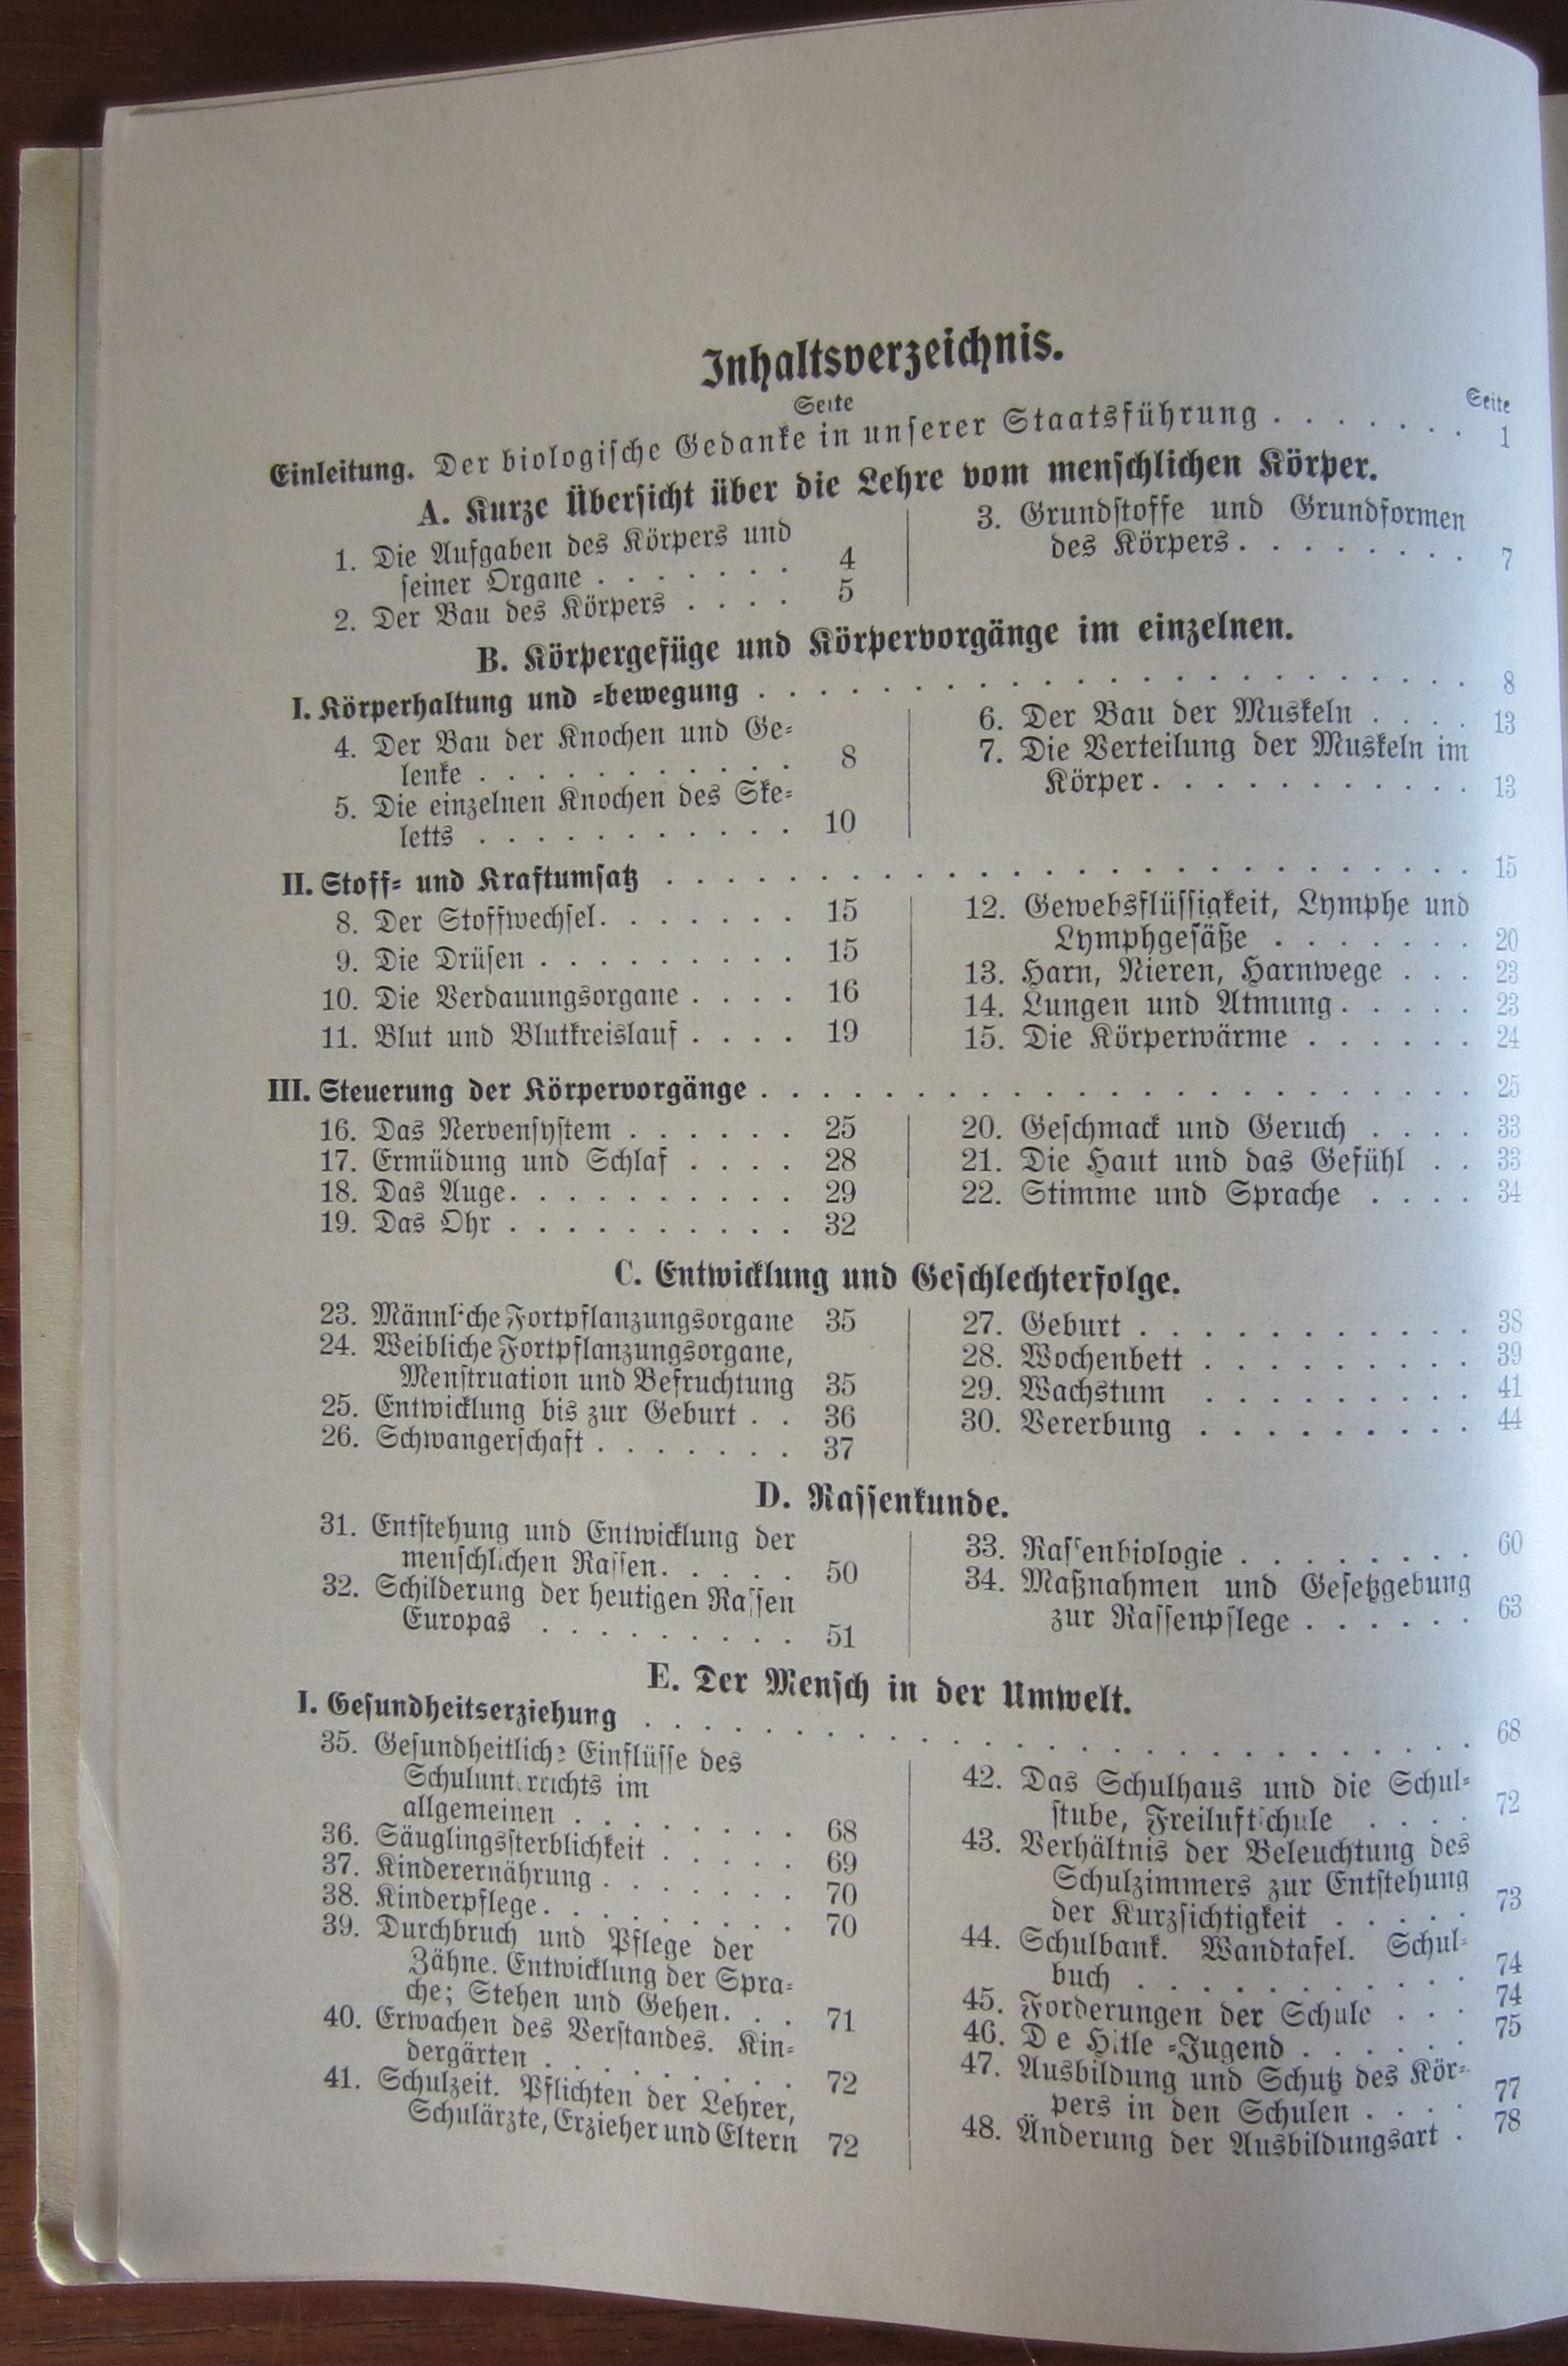 Inhaltsverzeichnis.
Seite
Seite
Einleitung. Der biologische Gedanke in unserer Staatsführung . . . . . . . 1
A. Kurze Übersicht über die Lehre vom menschlichen Körper.
1. Die Aufgaben des Körpers und
seiner Organe . . . . . . . 4
2. Der Bau des Körpers . . . . 5
3. Grundstoffe und Grundformen
des Körpers . . . . . . . . 7
B. Körpergefüge und Körpervorgänge im einzelnen.
I. Körperhaltung und -bewegung . . . . . . . . . . . . . . . . . . . . . . . 8
4. Der Bau der Knochen und Ge-
lenke . . . . . . . . . . . 8
5. Die einzelnen Knochen des Ske-
letts . . . . . . . . . . . 10
6. Der Bau der Muskeln . . . . 13
7. Die Verteilung der Muskeln im
Körper . . . . . . . . . . . 13
II. Stoff- und Kraftumsatz . . . . . . . . . . . . . . . . . . . . . . . . . . 15
8. Der Stoffwechsel . . . . . . . 15
9. Die Drüsen . . . . . . . . . 15
10. Die Verdauungsorgane . . . . 16
11. Blut und Blutkreislauf . . . . 19
12. Gewebsflüssigkeit, Lymphe und
Lymphgefäße . . . . . . . 20
13. Harn, Nieren, Harnwege . . . 23
14. Lungen und Atmung . . . . . 23
15. Die Körperwärme . . . . . . 24
III. Steuerung der Körpervorgänge . . . . . . . . . . . . . . . . . . . . . . . 25
16. Das Nervensystem . . . . . . 25
17. Ermüdung und Schlaf . . . . 28
18. Das Auge . . . . . . . . . . 29
19. Das Ohr . . . . . . . . . . 32
20. Geschmack und Geruch . . . . 33
21. Die Haut und das Gefühl . . 33
22. Stimme und Sprache . . . . 34
C. Entwicklung und Geschlechterfolge.
23. Männliche Fortpflanzungsorgane 35
24. Weibliche Fortpflanzungsorgane,
Menstruation und Befruchtung 35
25. Entwicklung bis zur Geburt . . 36
26. Schwangerschaft . . . . . . . 37
27. Geburt . . . . . . . . . . . 38
28. Wochenbett . . . . . . . . . 39
29. Wachstum . . . . . . . . . 41
30. Vererbung . . . . . . . . . 44
D. Rassenkunde.
31. Entstehung und Entwicklung der
menschlichen Rassen . . . . . 50
32. Schilderung der heutigen Rassen
Europas . . . . . . . . . 51
33. Rassenbiologie . . . . . . . . 60
34. Maßnahmen und Gesetzgebung
zur Rassenpflege . . . . . . 63
E. Der Mensch in der Umwelt.
I. Gesundheitserziehung . . . . . . . . . . . . . . . . . . . . . . . . . . . 68
35. Gesundheitliche Einflüsse des
Schulunterrichts im
allgemeinen . . . . . . . . 68
36. Säuglingssterblichkeit . . . . . 69
37. Kinderernährung . . . . . . . 70
38. Kinderpflege . . . . . . . . . 70
39. Durchbruch und Pflege der
Zähne. Entwicklung der Spra-
che; Stehen und Gehen . . . 71
40. Erwachen des Verstandes. Kin-
dergärten . . . . . . . . . 72
41. Schulzeit. Pflichten der Lehrer,
Schulärzte, Erzieher und Eltern 72
42. Das Schulhaus und die Schul-
stube, Freiluftschule . . . . 72
43. Verhältnis der Beleuchtung des
Schulzimmers zur Entstehung
der Kurzsichtigkeit . . . . . 73
44. Schulbank. Wandtafel. Schul-
buch . . . . . . . . . . . 74
45. Forderungen der Schule . . . 74
46. Die Hitler-Jugend . . . . . . 75
47. Ausbildung und Schutz des Kör-
pers in den Schulen . . . . 77
48. Änderung der Ausbildungsart . 78